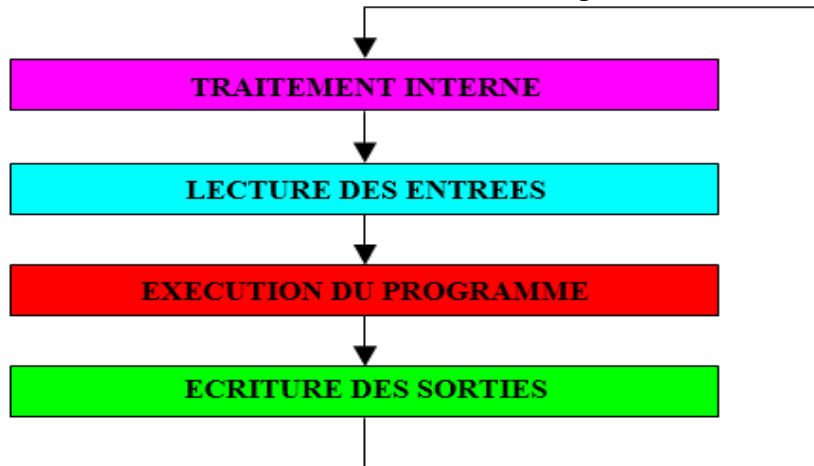 TRAITEMENT INTERNE
LECTURE DES ENTREES
EXECUTION DU PROGRAMME
ECRITURE DES SORTIES